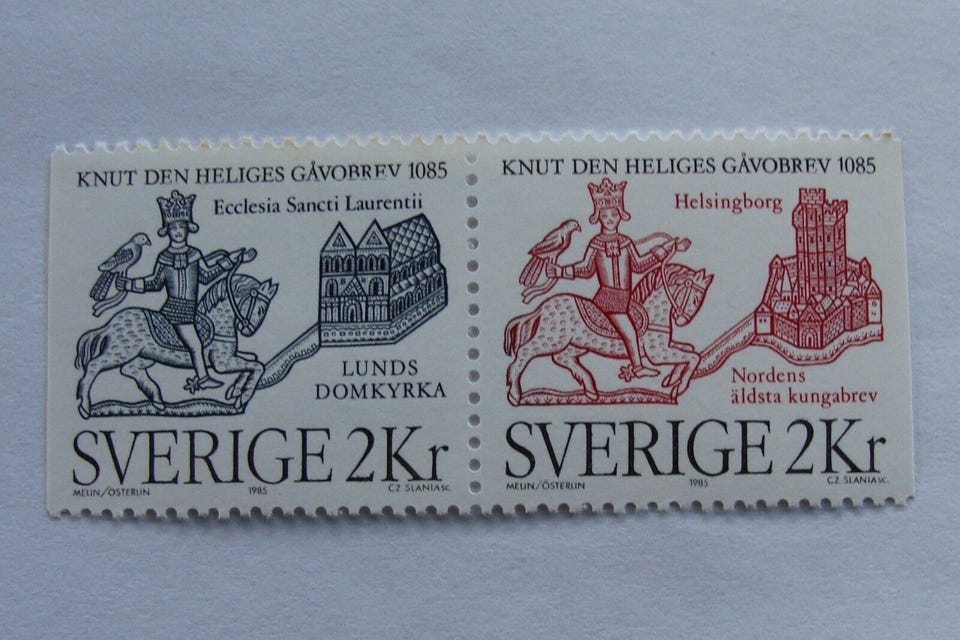 KNUT DEN HELIGES GÅVOBREV 1085
Ecclesia Sancti Laurentii
LUNDS
DOMKYRKA
SVERIGE 2Kr
MELIN/ÖSTERLIN 1985 CZ. SLANIA SC.
KNUT DEN HELIGES GÅVOBREV 1085
Helsingborg
Nordens
äldsta kungabrev
SVERIGE 2Kr
MELIN/ÖSTERLIN 1985 CZ. SLANIA SC.